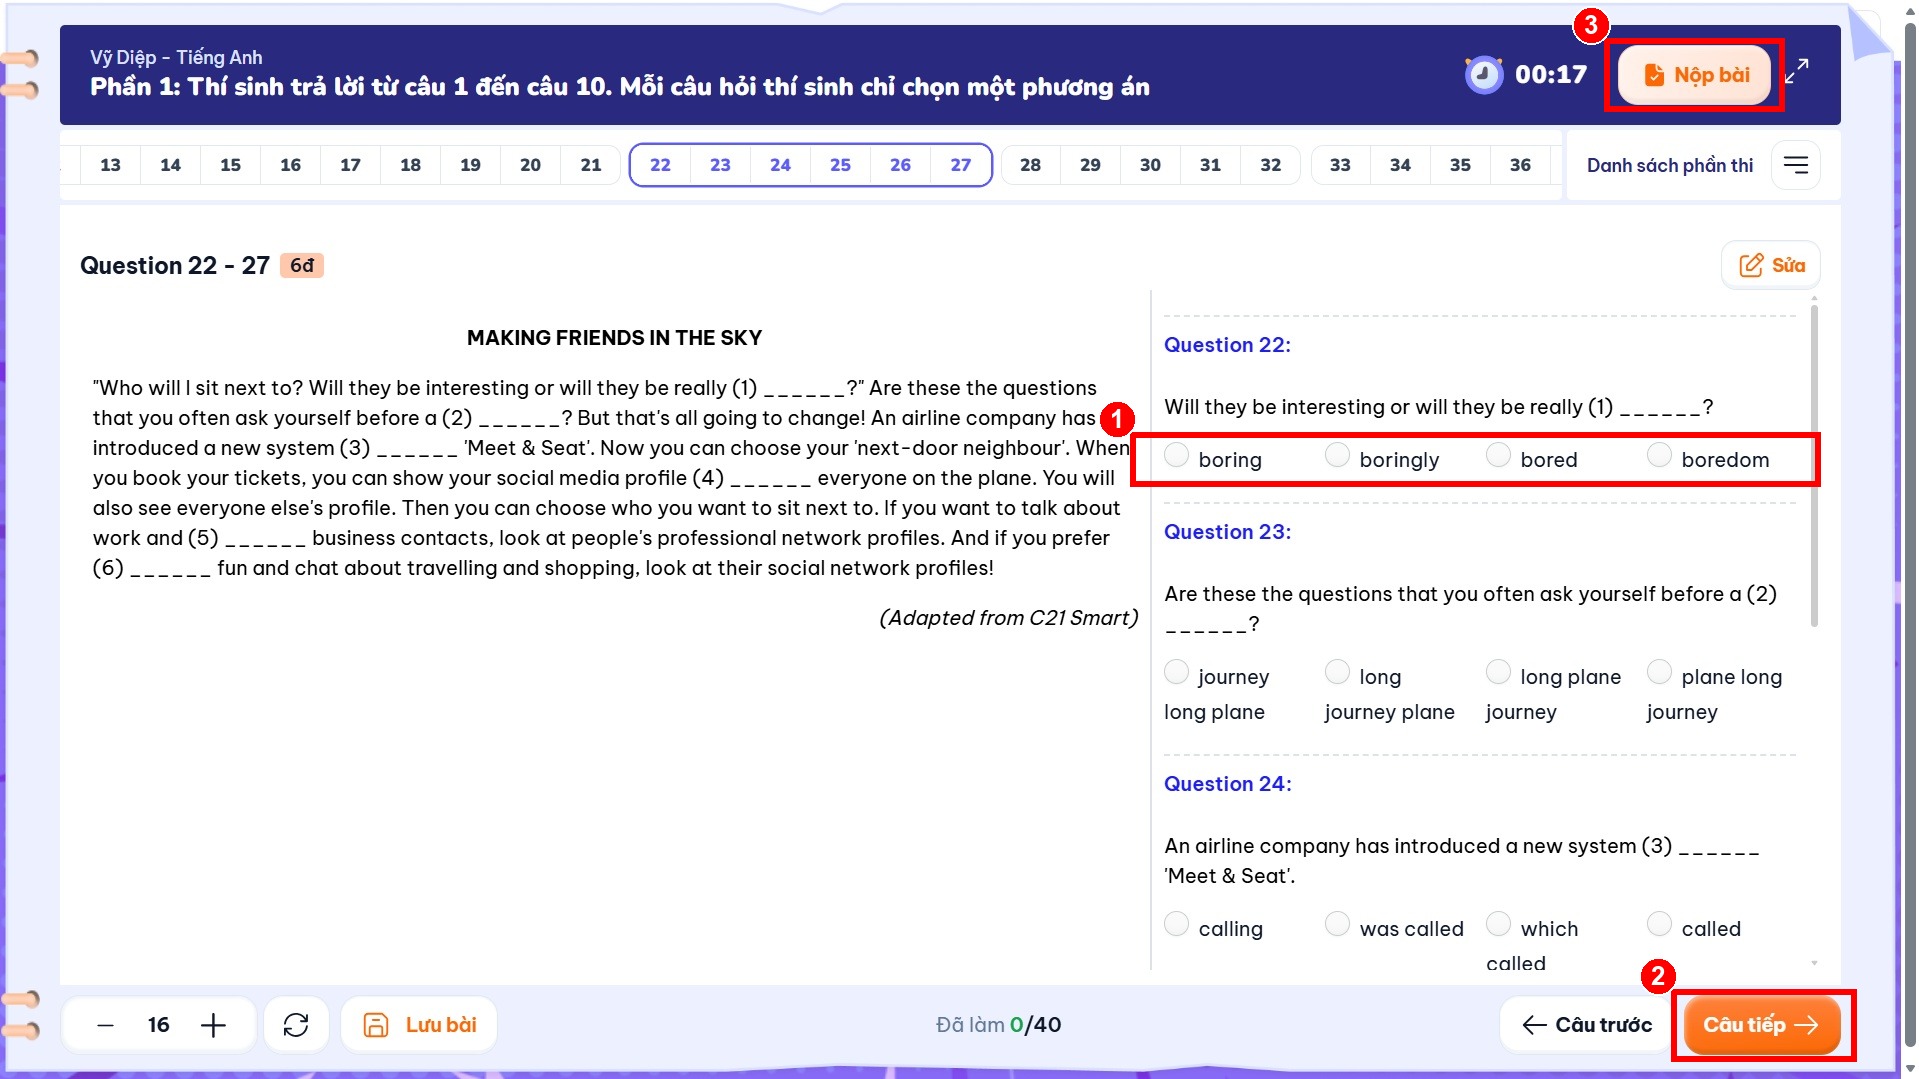 3
Vỹ Diệp - Tiếng Anh
Phần 1: Thí sinh trả lời từ câu 1 đến câu 10. Mỗi câu hỏi thí sinh chỉ chọn một phương án
00:17
Nộp bài
13 14 15 16 17 18 19 20 21 22 23 24 25 26 27 28 29 30 31 32 33 34 35 36
Danh sách phần thi
Question 22 - 27 6đ
Sửa
MAKING FRIENDS IN THE SKY
"Who will I sit next to? Will they be interesting or will they be really (1) ______?" Are these the questions
that you often ask yourself before a (2) ______? But that's all going to change! An airline company has
introduced a new system (3) ______ 'Meet & Seat'. Now you can choose your 'next-door neighbour'. When
you book your tickets, you can show your social media profile (4) ______ everyone on the plane. You will
also see everyone else's profile. Then you can choose who you want to sit next to. If you want to talk about
work and (5) ______ business contacts, look at people's professional network profiles. And if you prefer
(6) ______ fun and chat about travelling and shopping, look at their social network profiles!
(Adapted from C21 Smart)
Question 22:
Will they be interesting or will they be really (1) ______?
1
boring boringly bored boredom
Question 23:
Are these the questions that you often ask yourself before a (2)
______?
journey long long plane plane long
long plane journey plane journey journey
Question 24:
An airline company has introduced a new system (3) ______
'Meet & Seat'.
calling was called which called
called
2
16
Lưu bài
Đã làm 0/40
Câu trước
Câu tiếp